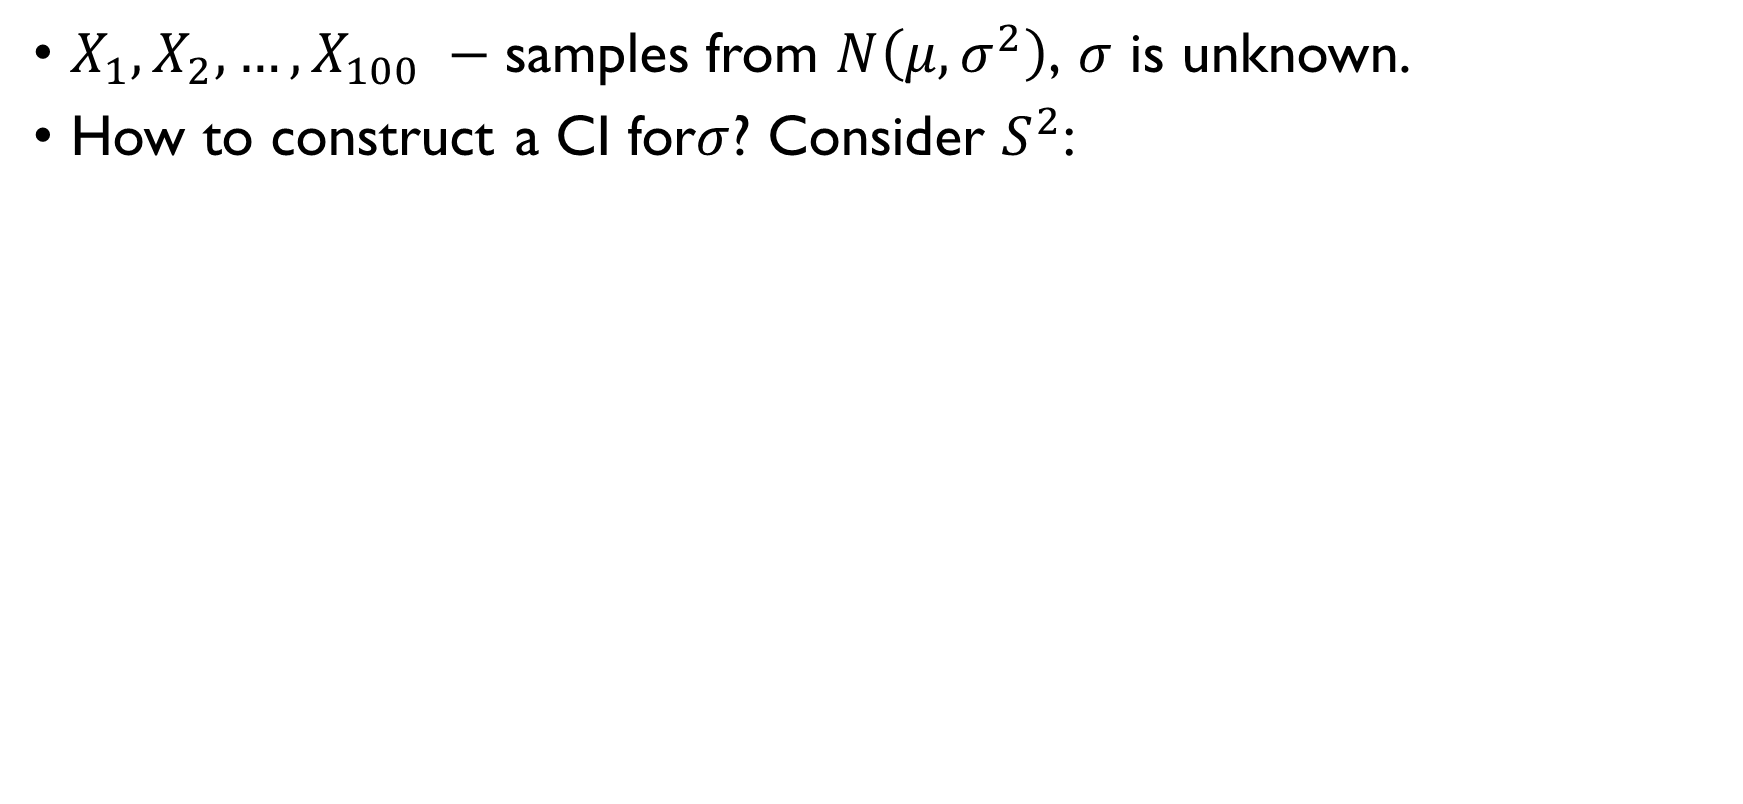 • X₁, X₂, … , X₁₀₀ – samples from N(μ, σ²), σ is unknown.
• How to construct a CI forσ? Consider S²: